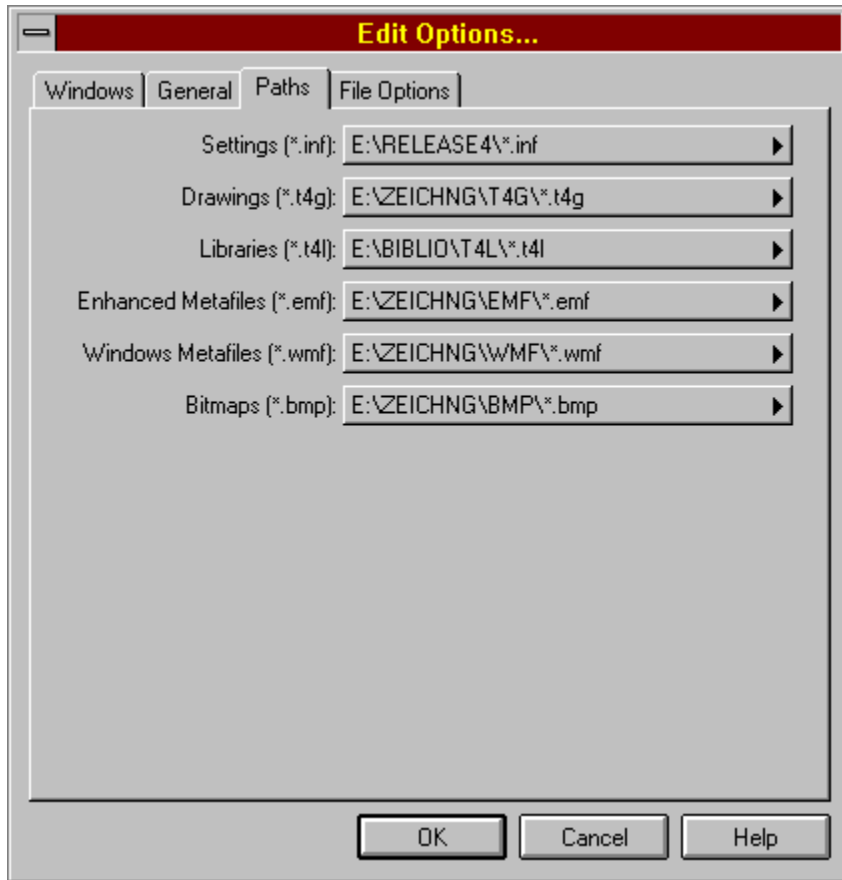 Edit Options...
Windows General Paths File Options
Settings (*.inf): E:\RELEASE4\*.inf
Drawings (*.t4g): E:\ZEICHNG\T4G\*.t4g
Libraries (*.t4l): E:\BIBLIO\T4L\*.t4l
Enhanced Metafiles (*.emf): E:\ZEICHNG\EMF\*.emf
Windows Metafiles (*.wmf): E:\ZEICHNG\WMF\*.wmf
Bitmaps (*.bmp): E:\ZEICHNG\BMP\*.bmp
OK Cancel Help